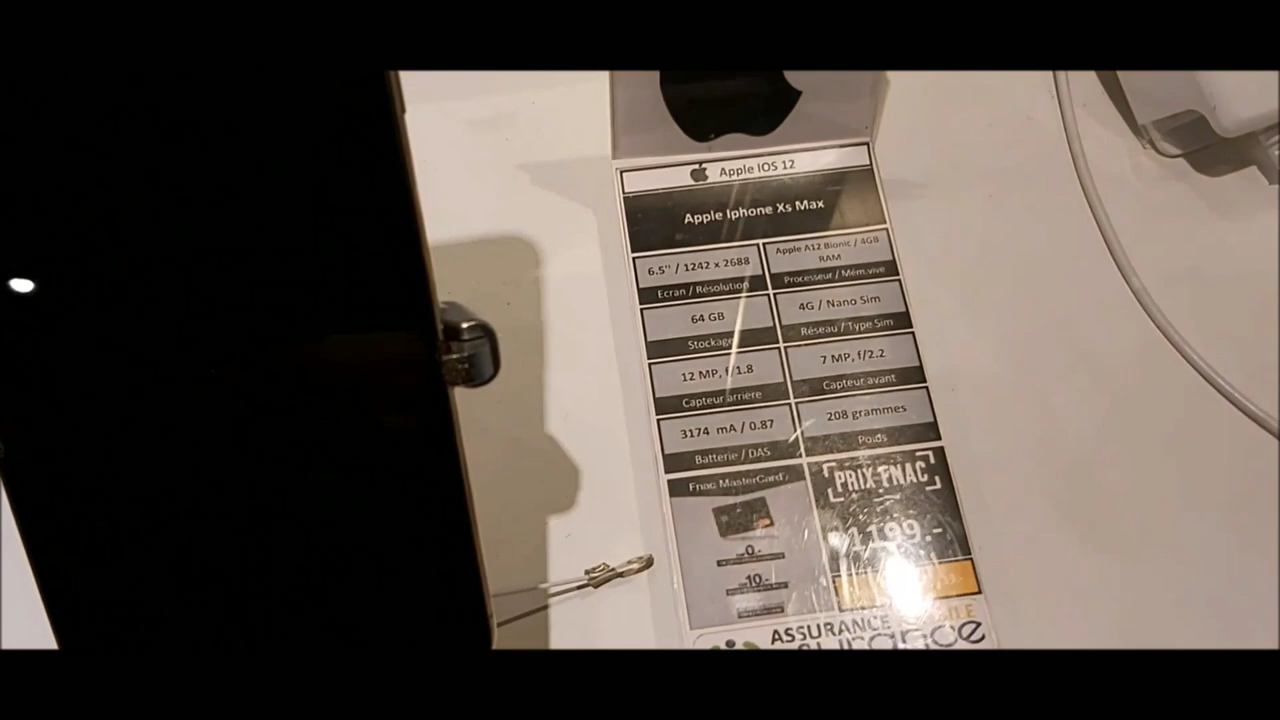 Apple IOS 12
Apple Iphone Xs Max
6.5" / 1242 x 2688
Ecran / Résolution
Apple A12 Bionic / 4GB
RAM
Processeur / Mém.vive
64 GB
Stockage
4G / Nano Sim
Réseau / Type Sim
12 MP, f/1.8
Capteur arrière
7 MP, f/2.2
Capteur avant
3174 mA / 0.87
Batterie / DAS
208 grammes
Poids
Fnac MasterCard
0.-
10.-
PRIX FNAC
1199.-
ASSURANCE